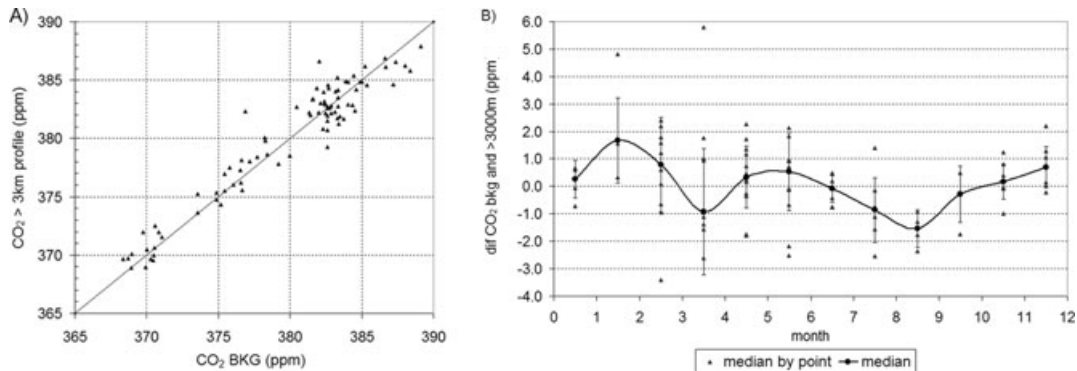 A)
CO₂ > 3km profile (ppm)
390
385
380
375
370
365
365 370 375 380 385 390
CO₂ BKG (ppm)
B)
dif CO₂ bkg and >3000m (ppm
6.0
5.0
4.0
3.0
2.0
1.0
0.0
-1.0
-2.0
-3.0
-4.0
0 1 2 3 4 5 6 7 8 9 10 11 12
month
median by point median